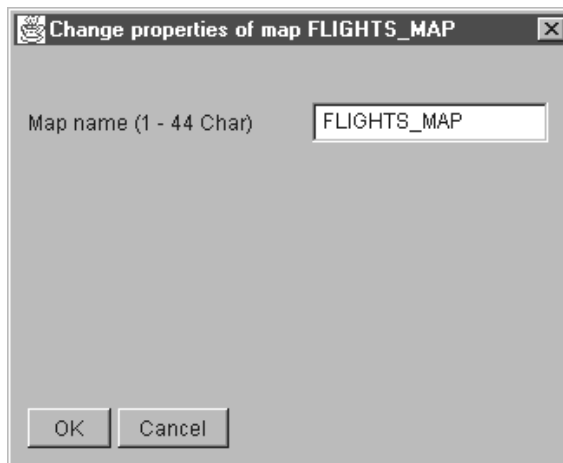 Change properties of map FLIGHTS_MAP
Map name (1 - 44 Char) FLIGHTS_MAP
OK Cancel